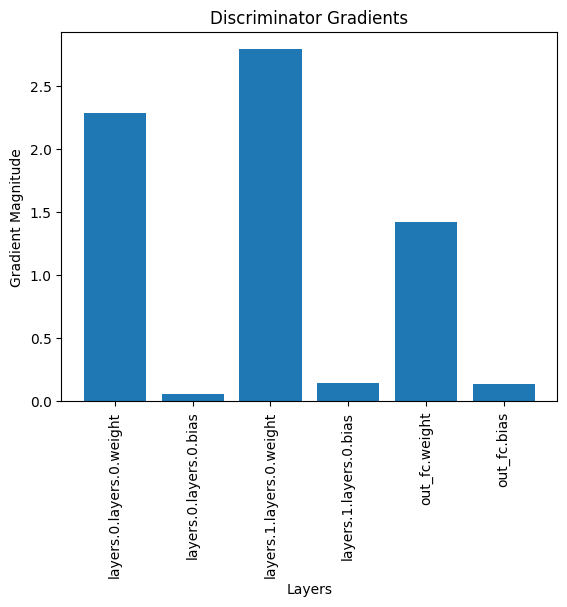 Discriminator Gradients
Gradient Magnitude
2.5
2.0
1.5
1.0
0.5
0.0
layers.0.layers.0.weight
layers.0.layers.0.bias
layers.1.layers.0.weight
layers.1.layers.0.bias
out_fc.weight
out_fc.bias
Layers